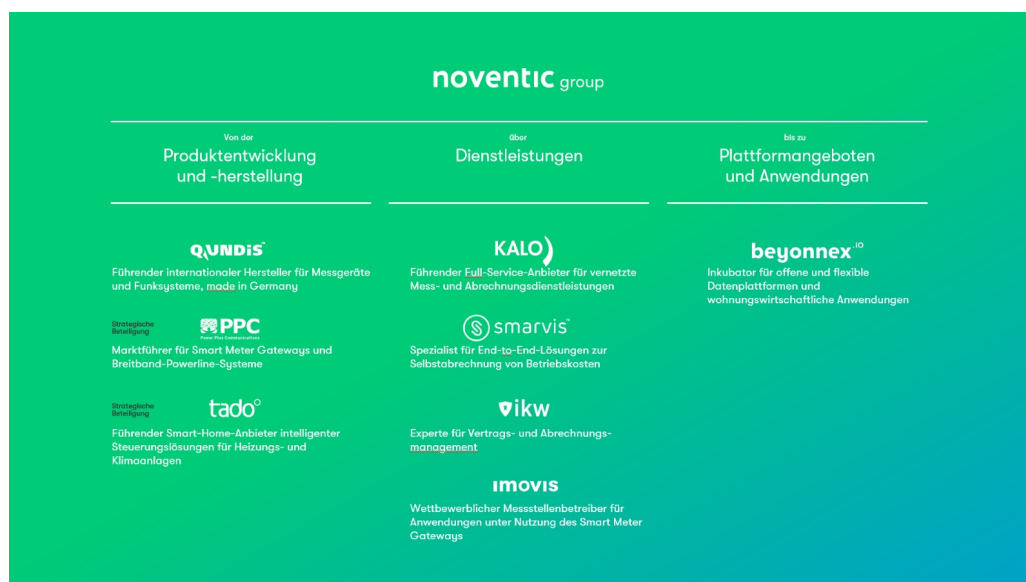 noventic group
Von der
Produktentwicklung
und -herstellung
über
Dienstleistungen
bis zu
Plattformangeboten
und Anwendungen
QUNDIS™
Führender internationaler Hersteller für Messgeräte
und Funksysteme, made in Germany
Strategische
Beteiligung
PPC
Power Plus Communications
Marktführer für Smart Meter Gateways und
Breitband-Powerline-Systeme
Strategische
Beteiligung
tado°
Führender Smart-Home-Anbieter intelligenter
Steuerungslösungen für Heizungs- und
Klimaanlagen
KALO
Führender Full-Service-Anbieter für vernetzte
Mess- und Abrechnungsdienstleistungen
smarvis™
Spezialist für End-to-End-Lösungen zur
Selbstabrechnung von Betriebskosten
ikw
Experte für Vertrags- und Abrechnungs-
management
ımovıs
Wettbewerblicher Messstellenbetreiber für
Anwendungen unter Nutzung des Smart Meter
Gateways
beyonnex.IO
Inkubator für offene und flexible
Datenplattformen und
wohnungswirtschaftliche Anwendungen